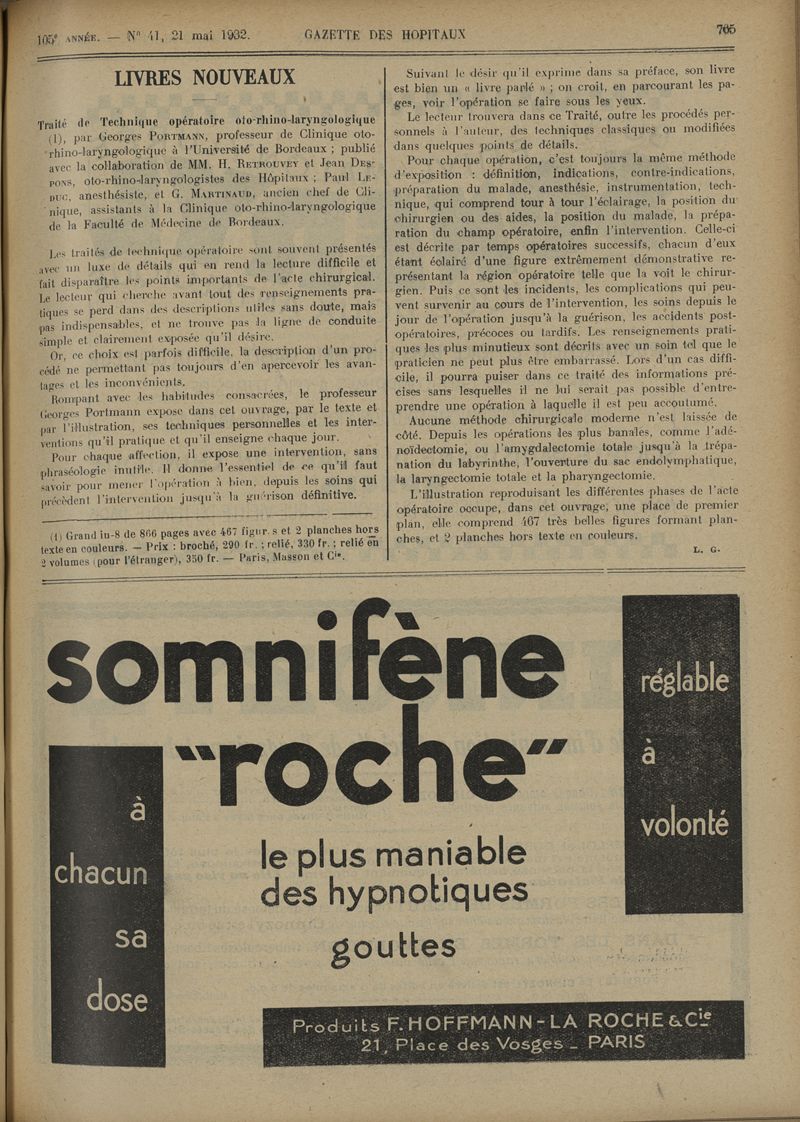 105e ANNÉE. — N° 41, 21 mai 1932.
GAZETTE DES HOPITAUX
705
LIVRES NOUVEAUX
Traité de Technique opératoire oto-rhino-laryngologique
(1), par Georges PORTMANN, professeur de Clinique oto-
rhino-laryngologique à l'Université de Bordeaux ; publié
avec la collaboration de MM. H. RETROUVEY et Jean DES-
PONS, oto-rhino-laryngologistes des Hôpitaux ; Paul LE-
DUC, anesthésiste, et G. MARTINAUD, ancien chef de Cli-
nique, assistants à la Clinique oto-rhino-laryngologique
de la Faculté de Médecine de Bordeaux.
Les traités de technique opératoire sont souvent présentés
avec un luxe de détails qui en rend la lecture difficile et
fait disparaître les points importants de l'acte chirurgical.
Le lecteur qui cherche avant tout des renseignements pra-
tiques se perd dans des descriptions utiles sans doute, mais
pas indispensables, et ne trouve pas la ligne de conduite
simple et clairement exposée qu'il désire.
Or, ce choix est parfois difficile, la description d'un pro-
cédé ne permettant pas toujours d'en apercevoir les avan-
tages et les inconvénients.
Rompant avec les habitudes consacrées, le professeur
Georges Portmann expose dans cet ouvrage, par le texte et
par l'illustration, ses techniques personnelles et les inter-
ventions qu'il pratique et qu'il enseigne chaque jour.
Pour chaque affection, il expose une intervention, sans
phraséologie inutile. Il donne l'essentiel de ce qu'il faut
savoir pour mener l'opération à bien, depuis les soins qui
précèdent l'intervention jusqu'à la guérison définitive.
(1) Grand in-8 de 866 pages avec 467 figur. s et 2 planches hors
texte en couleurs. — Prix : broché, 290 fr. ; relié, 330 fr. ; relié en
2 volumes (pour l'étranger), 350 fr. — Paris, Masson et Cie.
Suivant le désir qu'il exprime dans sa préface, son livre
est bien un « livre parlé » ; on croit, en parcourant les pa-
ges, voir l'opération se faire sous les yeux.
Le lecteur trouvera dans ce Traité, outre les procédés per-
sonnels à l'auteur, des techniques classiques ou modifiées
dans quelques points de détails.
Pour chaque opération, c'est toujours la même méthode
d'exposition : définition, indications, contre-indications,
préparation du malade, anesthésie, instrumentation, tech-
nique, qui comprend tour à tour l'éclairage, la position du
chirurgien ou des aides, la position du malade, la prépa-
ration du champ opératoire, enfin l'intervention. Celle-ci
est décrite par temps opératoires successifs, chacun d'eux
étant éclairé d'une figure extrêmement démonstrative re-
présentant la région opératoire telle que la voit le chirur-
gien. Puis ce sont les incidents, les complications qui peu-
vent survenir au cours de l'intervention, les soins depuis le
jour de l'opération jusqu'à la guérison, les accidents post-
opératoires, précoces ou tardifs. Les renseignements prati-
ques les plus minutieux sont décrits avec un soin tel que le
praticien ne peut plus être embarrassé. Lors d'un cas diffi-
cile, il pourra puiser dans ce traité des informations pré-
cises sans lesquelles il ne lui serait pas possible d'entre-
prendre une opération à laquelle il est peu accoutumé.
Aucune méthode chirurgicale moderne n'est laissée de
côté. Depuis les opérations les plus banales, comme l'adé-
noïdectomie, ou l'amygdalectomie totale jusqu'à la trépa-
nation du labyrinthe, l'ouverture du sac endolymphatique,
la laryngectomie totale et la pharyngectomie.
L'illustration reproduisant les différentes phases de l'acte
opératoire occupe, dans cet ouvrage, une place de premier
plan, elle comprend 467 très belles figures formant plan-
ches, et 2 planches hors texte en couleurs.
L. G.
somnifène
"roche"
réglable
à
volonté
à
chacun
sa
dose
le plus maniable
des hypnotiques
gouttes
Produits F. HOFFMANN-LA ROCHE & Cie
21, Place des Vosges _ PARIS